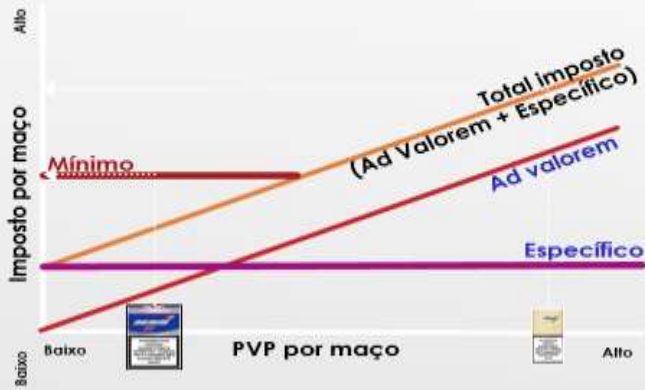 Alto
Imposto por maço
Baixo
Mínimo
Total imposto
(Ad Valorem + Específico)
Ad valorem
Específico
Baixo
PVP por maço
Alto